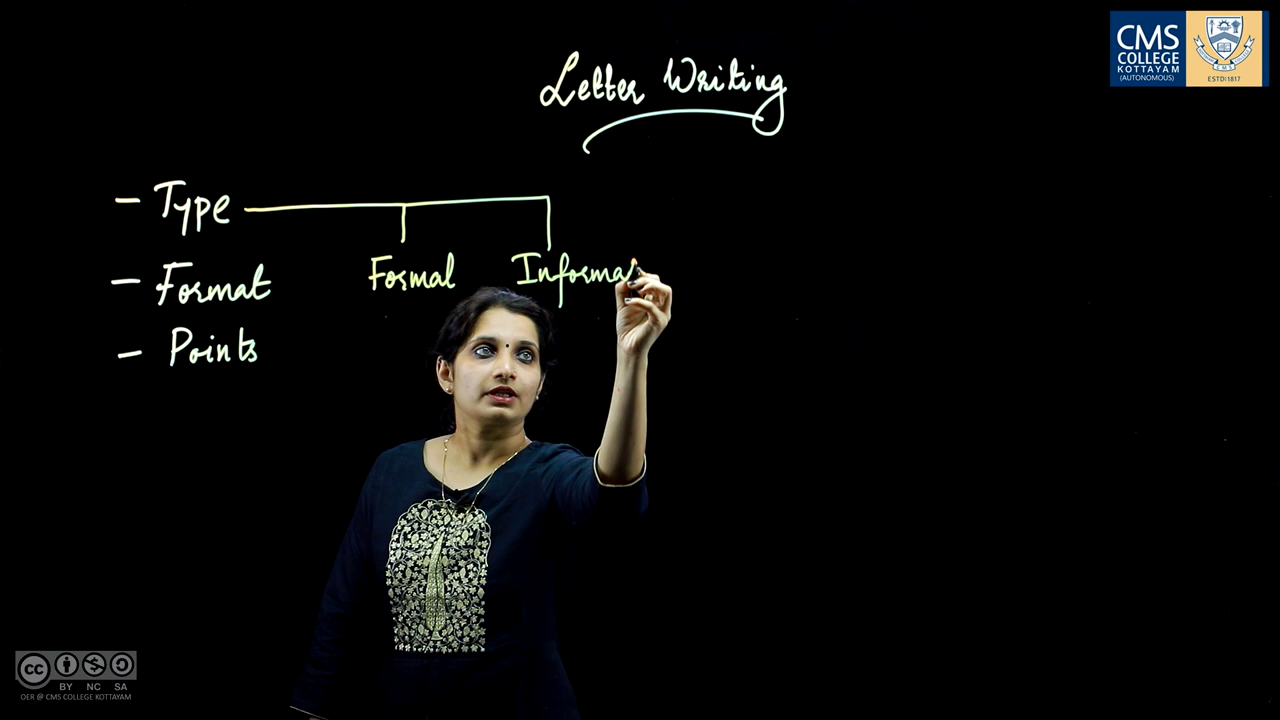 CMS
COLLEGE
KOTTAYAM
(AUTONOMOUS)
ESTD:1817
Letter Writing
- Type
Formal Informa
- Format
- Points
CC BY NC SA
OER @ CMS COLLEGE KOTTAYAM